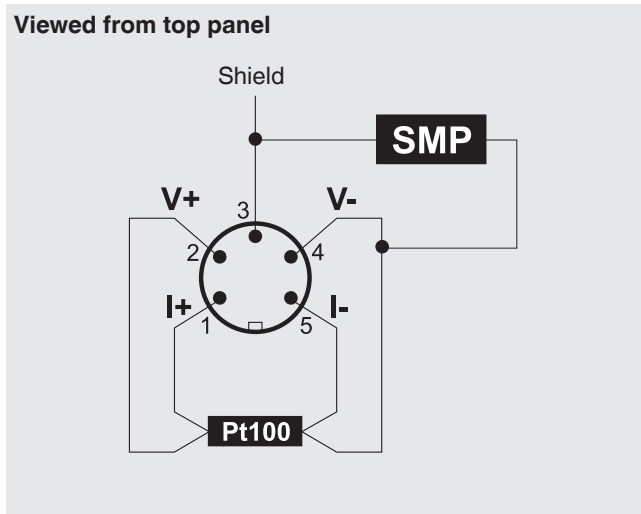 Viewed from top panel
Shield
SMP
V+
3
V-
2
4
I+
I-
1
5
Pt100